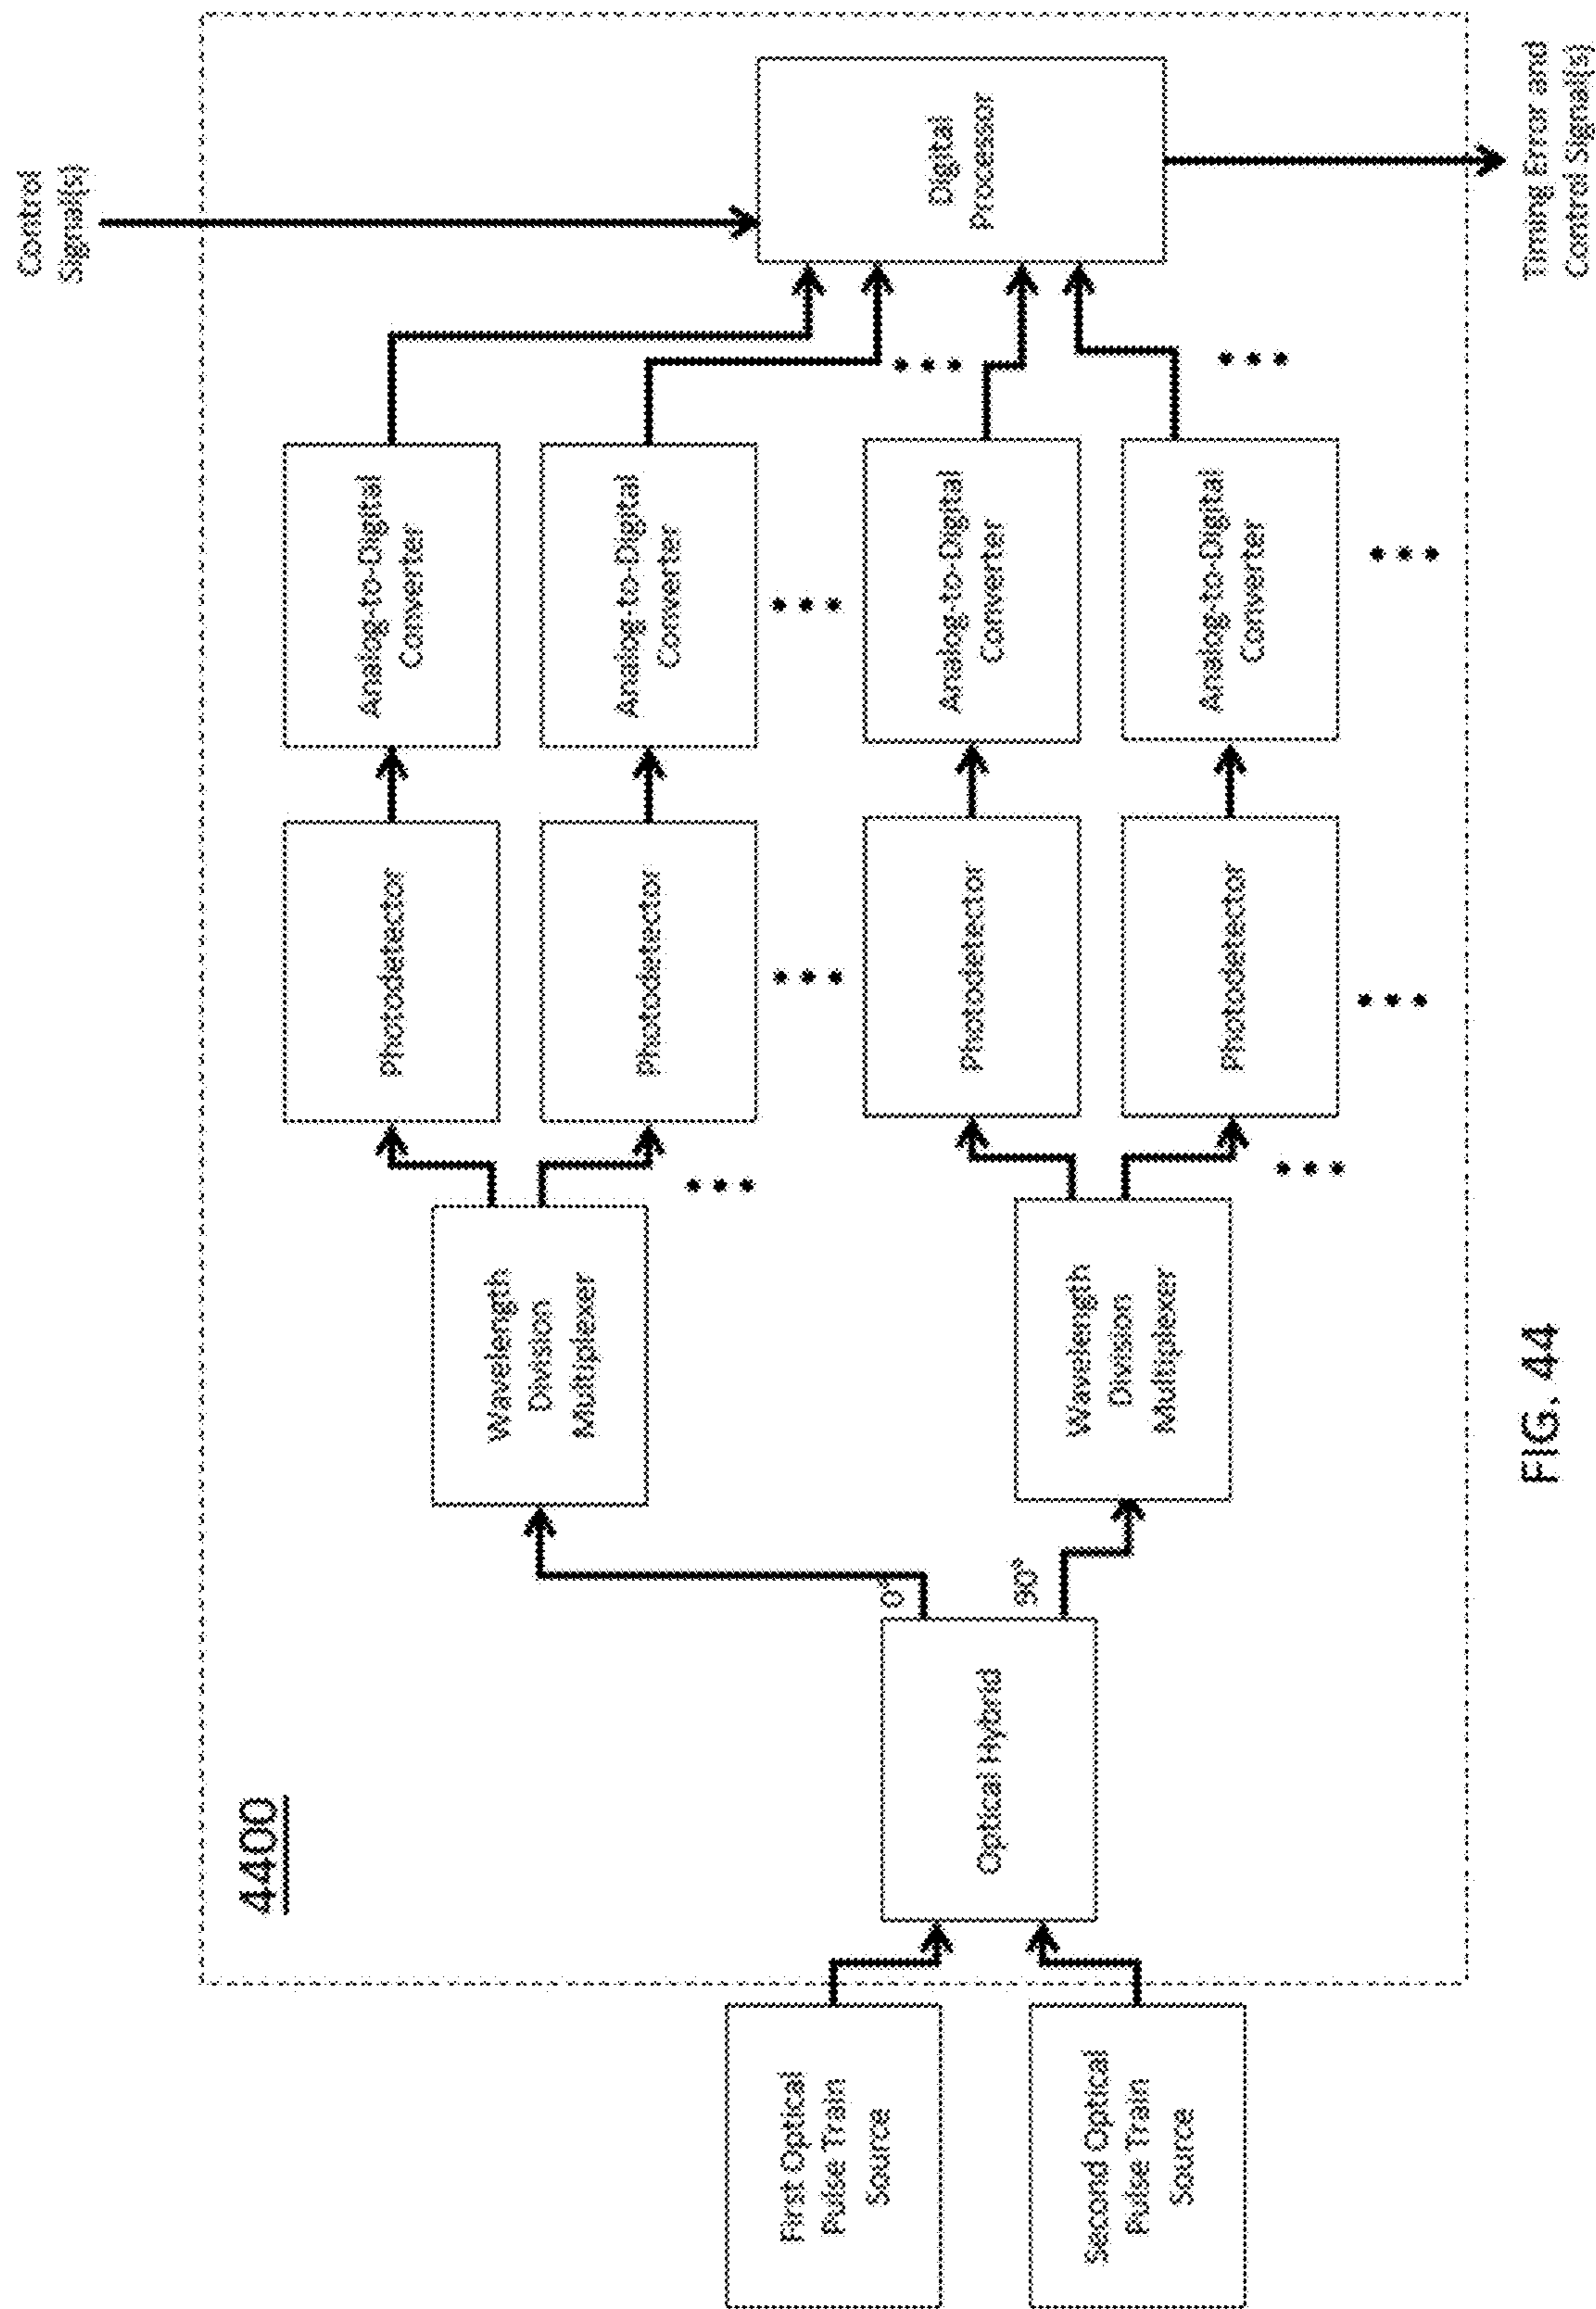 Control
Signal(s)
4400
First Optical
Pulse Train
Source
Second Optical
Pulse Train
Source
Optical Hybrid
0°
90°
Wavelength
Division
Multiplexer
Wavelength
Division
Multiplexer
Photodetector
Photodetector
Photodetector
Photodetector
Analog-to-Digital
Converter
Analog-to-Digital
Converter
Analog-to-Digital
Converter
Analog-to-Digital
Converter
Digital
Processor
Timing Error and
Control Signal(s)
FIG. 44